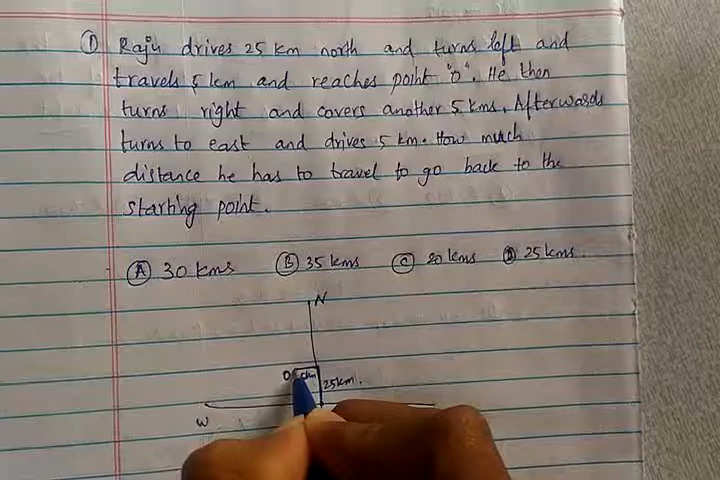 ① Raju drives 25 km north and turns left and
travels 5 km and reaches point "O". He then
turns right and covers another 5 kms. Afterwards
turns to east and drives 5 km. How much
distance he has to travel to go back to the
starting point.
Ⓐ 30 kms Ⓑ 35 kms Ⓒ 20 kms Ⓓ 25 kms.
N
O
25 km.
W